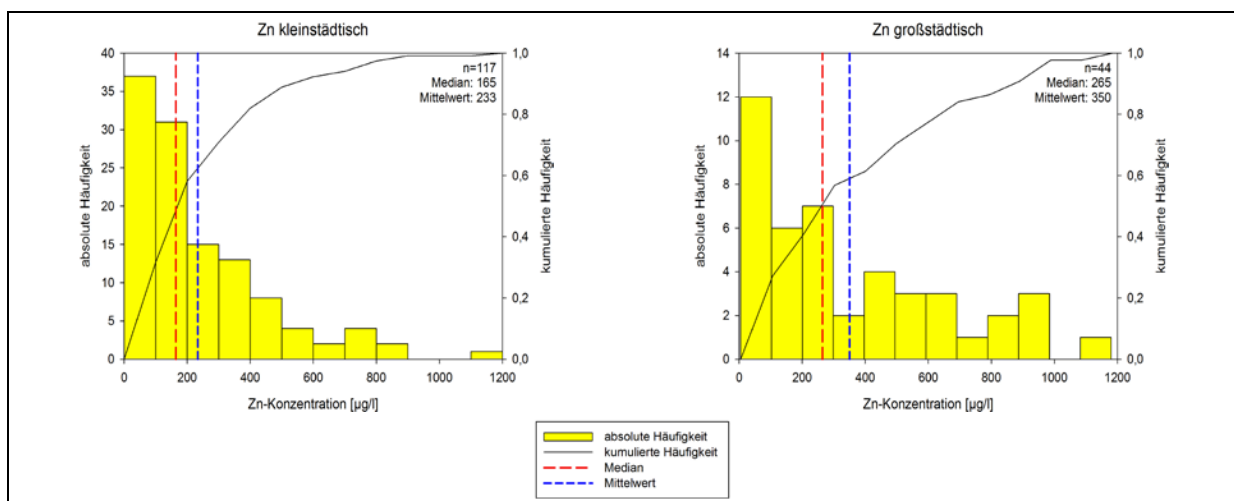 Zn kleinstädtisch
40
35
30
25
20
15
10
5
0
absolute Häufigkeit
1,0
0,8
0,6
0,4
0,2
0,0
kumulierte Häufigkeit
n=117
Median: 165
Mittelwert: 233
0 200 400 600 800 1000 1200
Zn-Konzentration [µg/l]
Zn großstädtisch
14
12
10
8
6
4
2
0
absolute Häufigkeit
1,0
0,8
0,6
0,4
0,2
0,0
kumulierte Häufigkeit
n=44
Median: 265
Mittelwert: 350
0 200 400 600 800 1000 1200
Zn-Konzentration [µg/l]
absolute Häufigkeit
kumulierte Häufigkeit
Median
Mittelwert